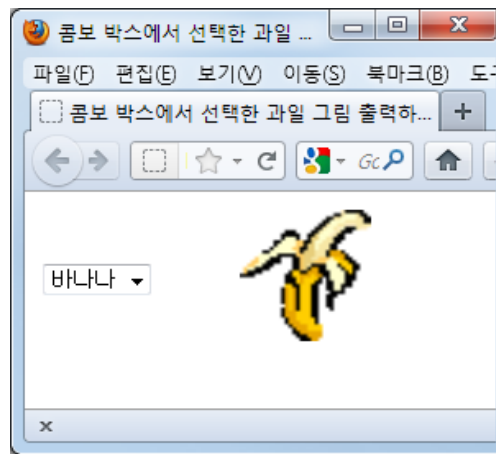 콤보 박스에서 선택한 과일 ...
파일(F) 편집(E) 보기(V) 이동(S) 북마크(B) 도구
콤보 박스에서 선택한 과일 그림 출력하...
Gc
바나나